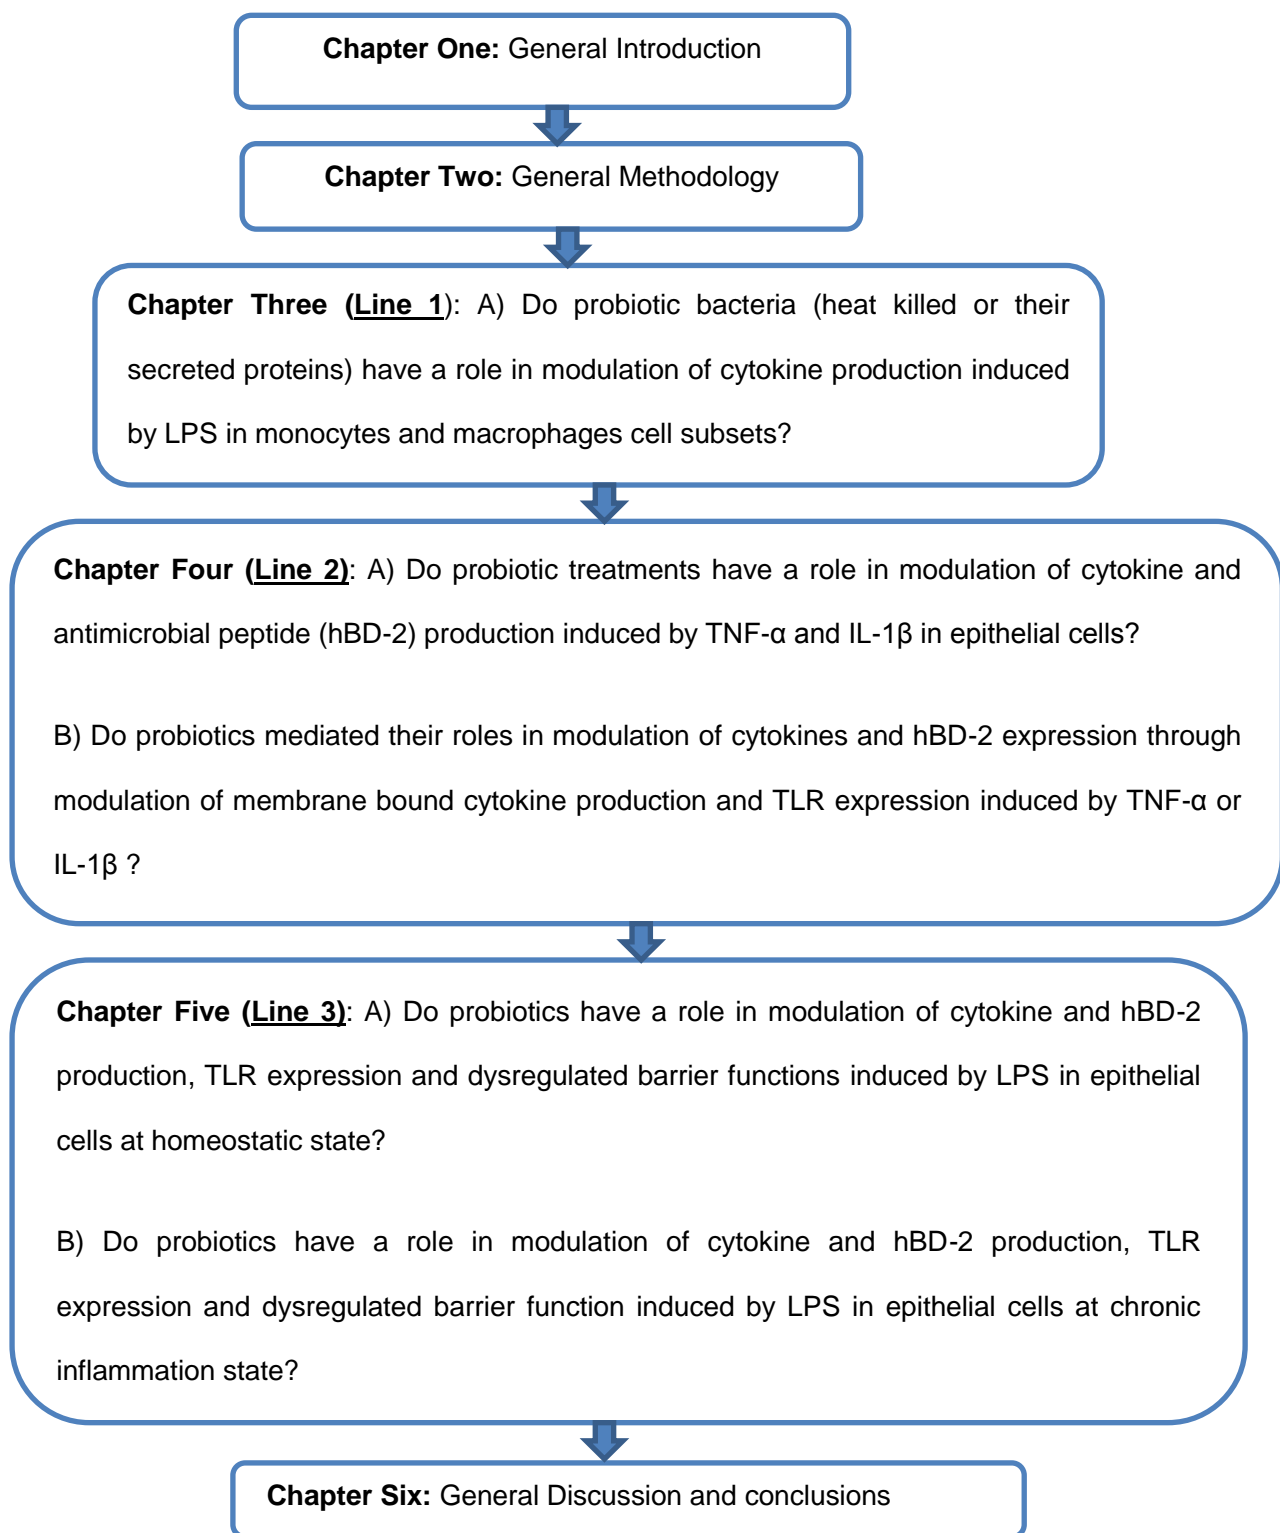 Chapter One: General Introduction
Chapter Two: General Methodology
Chapter Three (Line 1): A) Do probiotic bacteria (heat killed or their
secreted proteins) have a role in modulation of cytokine production induced
by LPS in monocytes and macrophages cell subsets?
Chapter Four (Line 2): A) Do probiotic treatments have a role in modulation of cytokine and
antimicrobial peptide (hBD-2) production induced by TNF-α and IL-1β in epithelial cells?
B) Do probiotics mediated their roles in modulation of cytokines and hBD-2 expression through
modulation of membrane bound cytokine production and TLR expression induced by TNF-α or
IL-1β ?
Chapter Five (Line 3): A) Do probiotics have a role in modulation of cytokine and hBD-2
production, TLR expression and dysregulated barrier functions induced by LPS in epithelial
cells at homeostatic state?
B) Do probiotics have a role in modulation of cytokine and hBD-2 production, TLR
expression and dysregulated barrier function induced by LPS in epithelial cells at chronic
inflammation state?
Chapter Six: General Discussion and conclusions